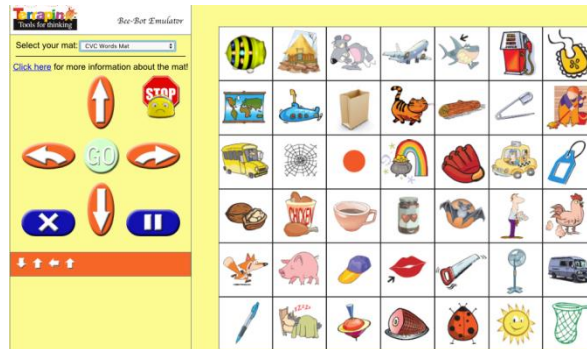 Terrapin
Tools for thinking
Bee-Bot Emulator
Select your mat: CVC Words Mat
Click here for more information about the mat!
STOP
GO
CHICKEN